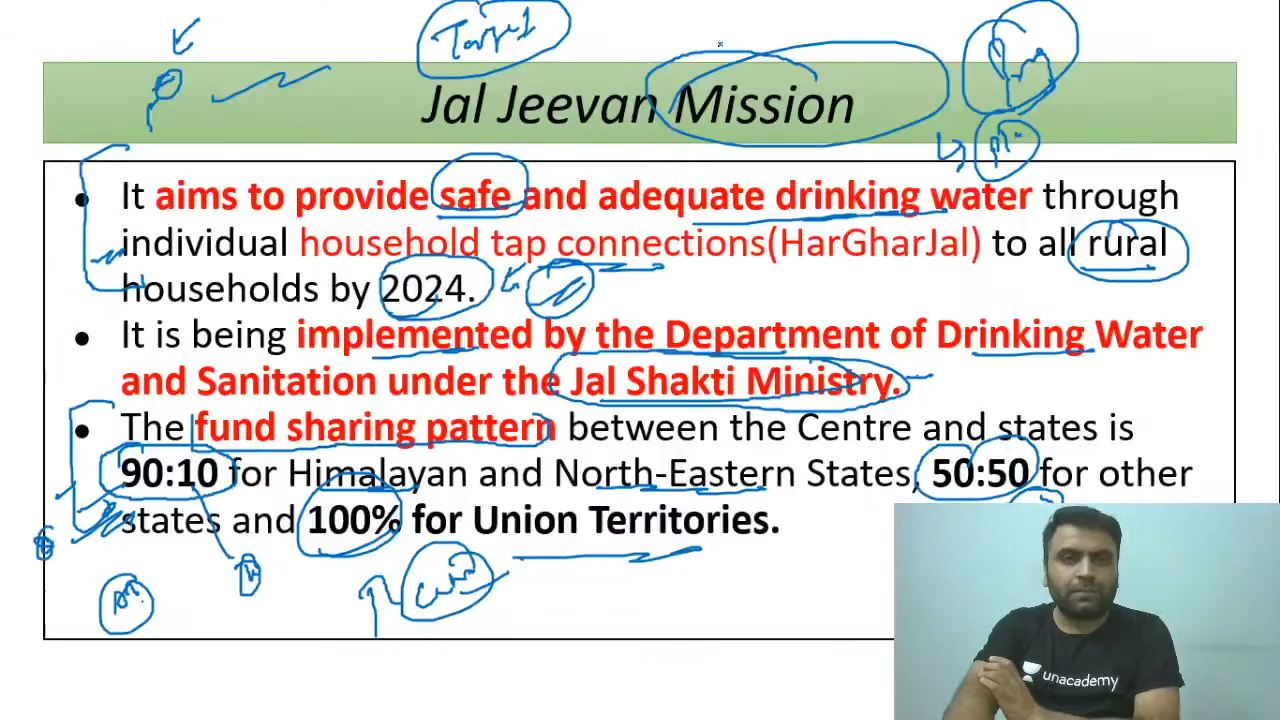 Target
Jal Jeevan Mission
• It aims to provide safe and adequate drinking water through
individual household tap connections(HarGharJal) to all rural
households by 2024.
• It is being implemented by the Department of Drinking Water
and Sanitation under the Jal Shakti Ministry.
• The fund sharing pattern between the Centre and states is
90:10 for Himalayan and North-Eastern States, 50:50 for other
states and 100% for Union Territories.
unacademy